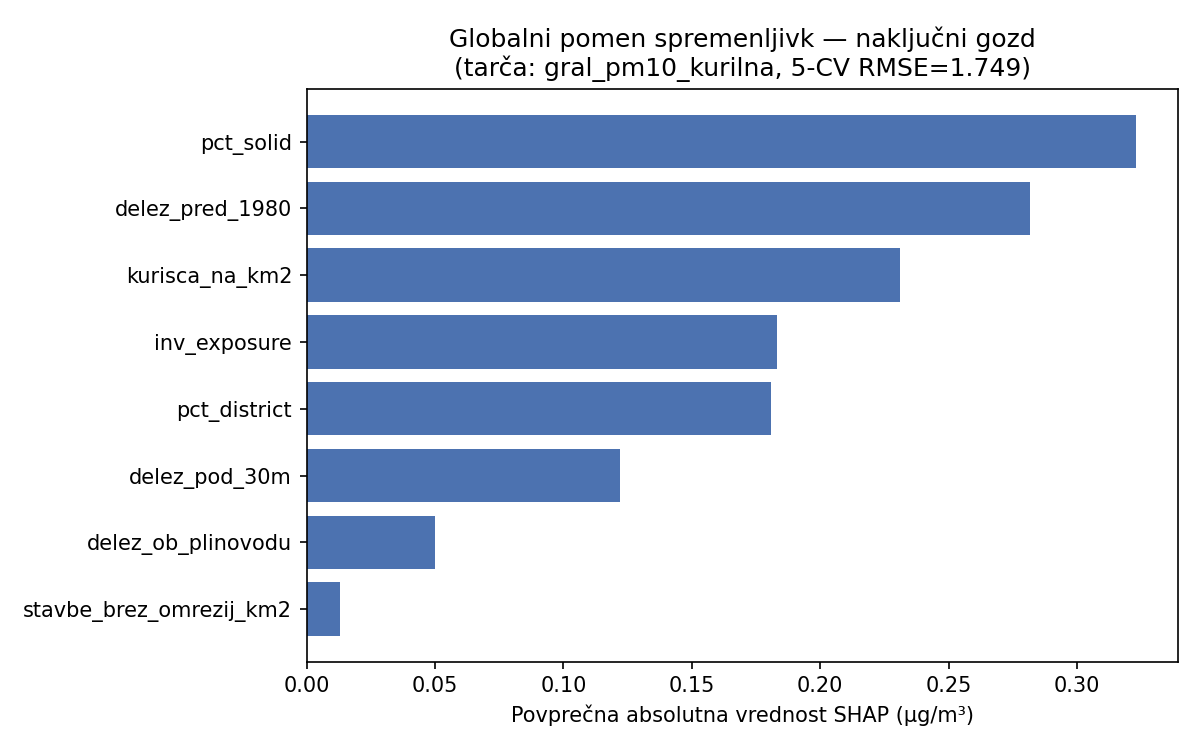 Globalni pomen spremenljivk — naključni gozd
(tarča: gral_pm10_kurilna, 5-CV RMSE=1.749)
pct_solid
delez_pred_1980
kurisca_na_km2
inv_exposure
pct_district
delez_pod_30m
delez_ob_plinovodu
stavbe_brez_omrezij_km2
0.00 0.05 0.10 0.15 0.20 0.25 0.30
Povprečna absolutna vrednost SHAP (µg/m³)